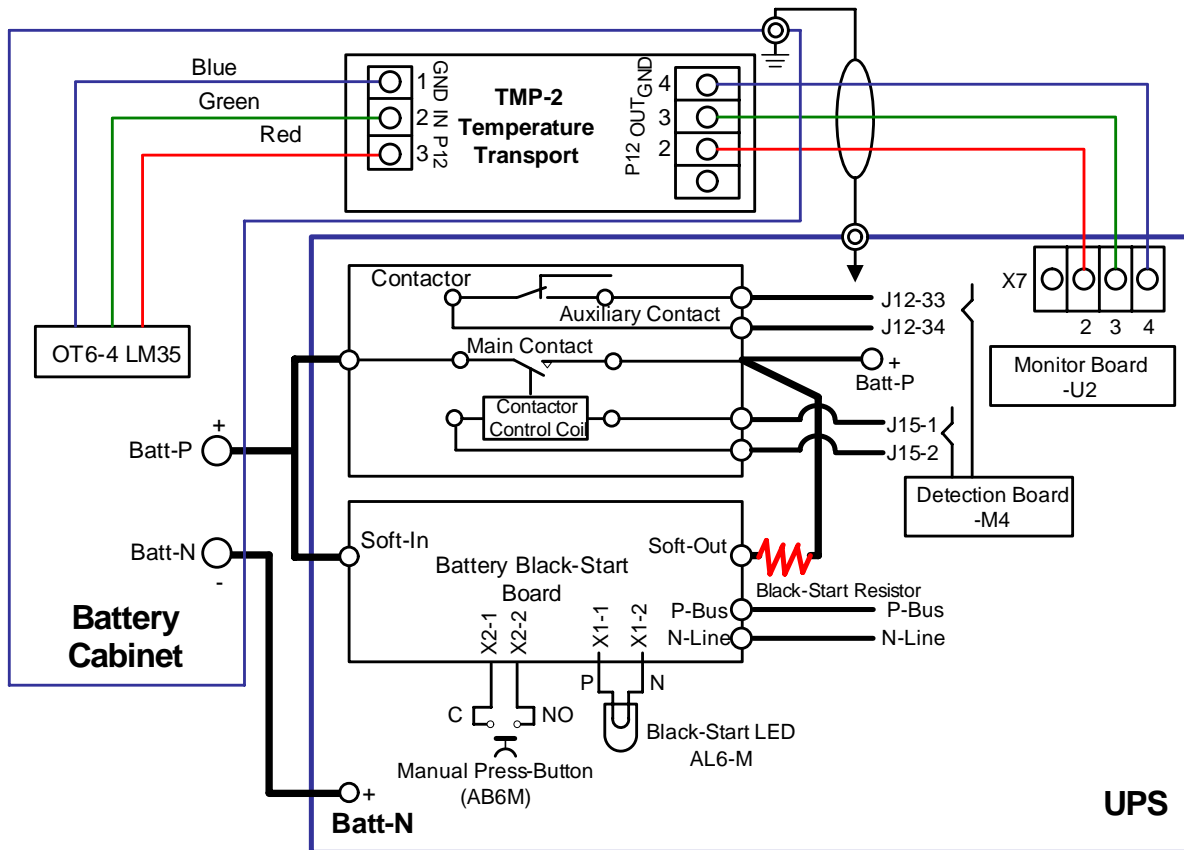 Blue
Green
Red
1
2
3
GND
IN
P12
TMP-2
Temperature
Transport
GND
OUT
P12
4
3
2
X7
2
3
4
Monitor Board
-U2
OT6-4 LM35
Contactor
Auxiliary Contact
J12-33
J12-34
Main Contact
+
Batt-P
Contactor
Control Coil
J15-1
J15-2
Detection Board
-M4
+
Batt-P
Batt-N
-
Battery
Cabinet
Soft-In
Soft-Out
Battery Black-Start
Board
Black-Start Resistor
P-Bus
P-Bus
N-Line
N-Line
X2-1
X2-2
X1-1
X1-2
P
N
C
NO
Black-Start LED
AL6-M
Manual Press-Button
(AB6M)
+
Batt-N
UPS